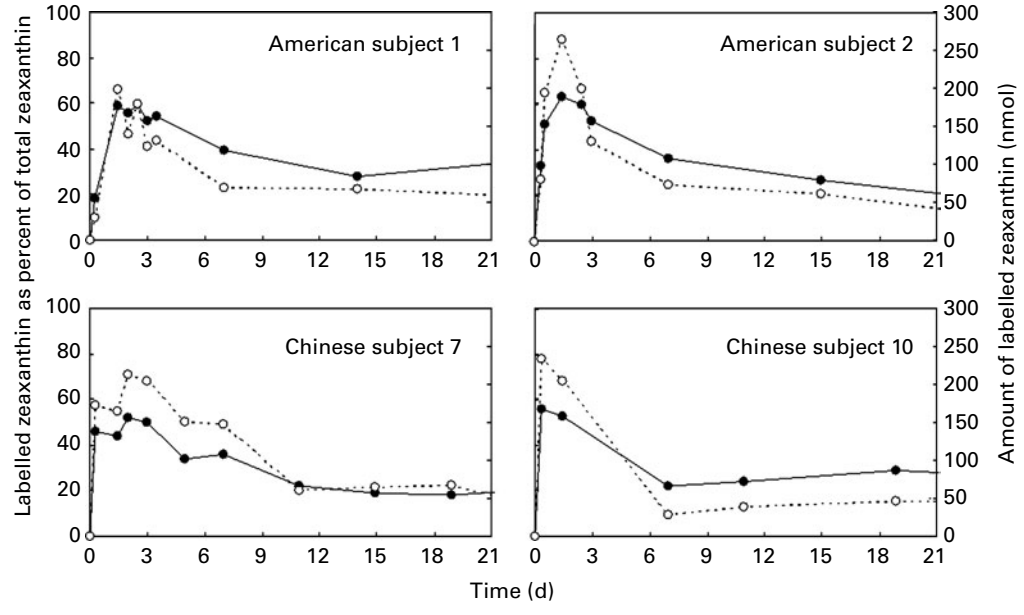 Labelled zeaxanthin as percent of total zeaxanthin
100
80
60
40
20
0
American subject 1
0 3 6 9 12 15 18 21
American subject 2
300
250
200
150
100
50
0
0 3 6 9 12 15 18 21
100
80
60
40
20
0
Chinese subject 7
0 3 6 9 12 15 18 21
Chinese subject 10
300
250
200
150
100
50
0
0 3 6 9 12 15 18 21
Amount of labelled zeaxanthin (nmol)
Time (d)